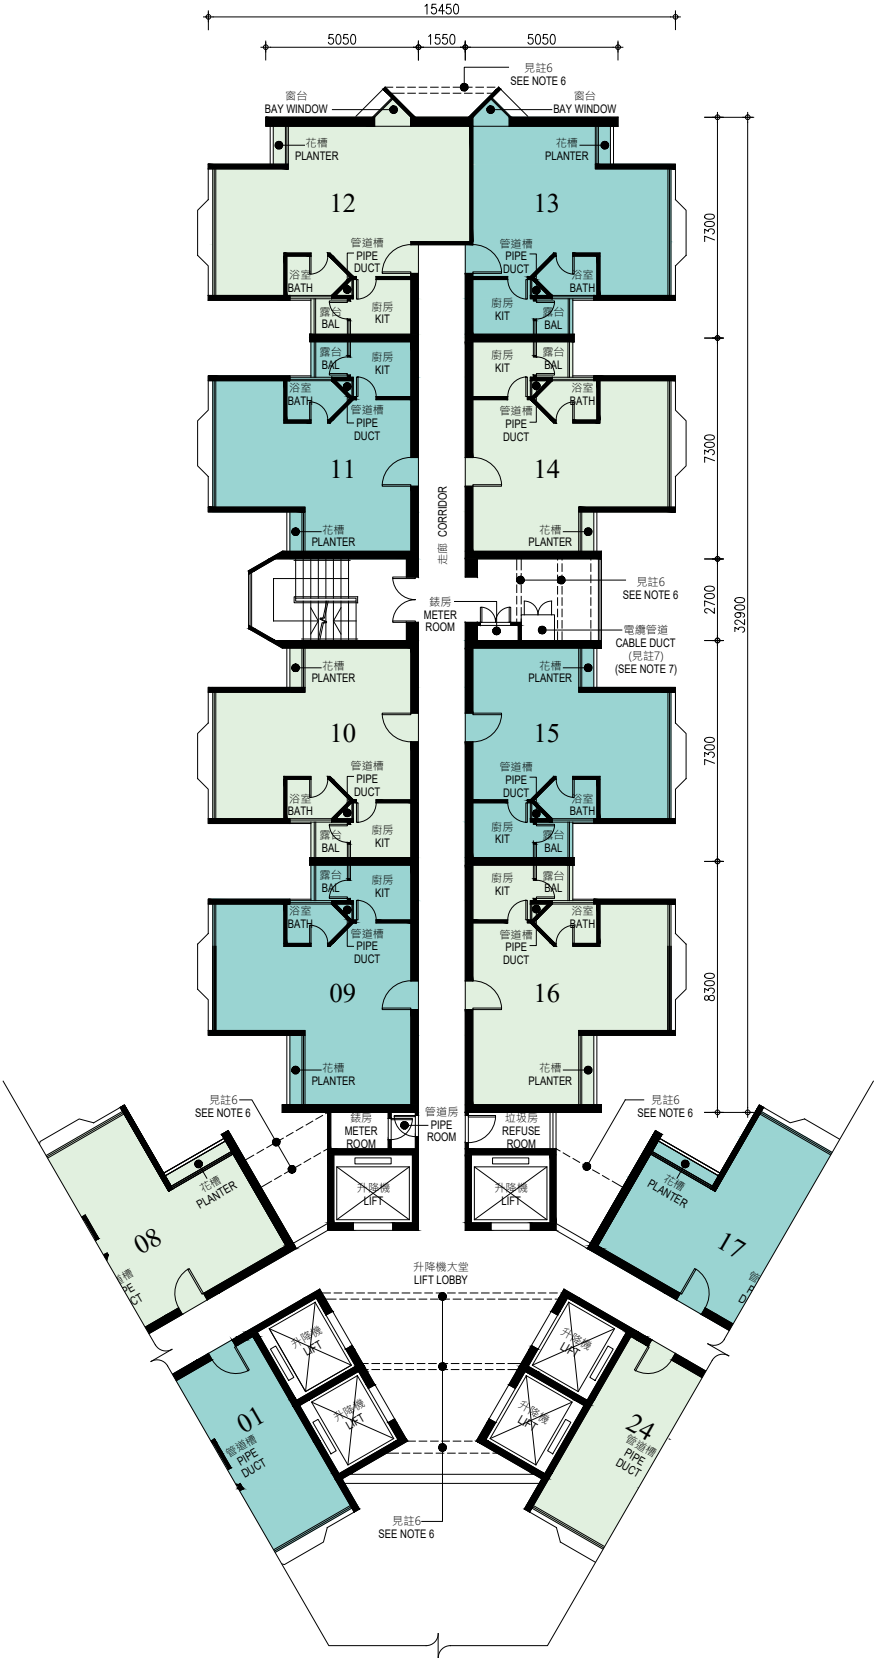 15450
5050
1550
5050
見註6
SEE NOTE 6
窗台
BAY WINDOW
窗台
BAY WINDOW
花槽
PLANTER
花槽
PLANTER
12
13
7300
管道槽
PIPE
DUCT
管道槽
PIPE
DUCT
浴室
BATH
浴室
BATH
露台
BAL
廚房
KIT
廚房
KIT
露台
BAL
露台
BAL
廚房
KIT
廚房
KIT
露台
BAL
浴室
BATH
浴室
BATH
管道槽
PIPE
DUCT
管道槽
PIPE
DUCT
11
14
7300
走廊 CORRIDOR
花槽
PLANTER
花槽
PLANTER
見註6
SEE NOTE 6
2700
32900
錶房
METER
ROOM
電纜管道
CABLE DUCT
(見註7)
(SEE NOTE 7)
花槽
PLANTER
花槽
PLANTER
10
15
7300
管道槽
PIPE
DUCT
管道槽
PIPE
DUCT
浴室
BATH
浴室
BATH
露台
BAL
廚房
KIT
廚房
KIT
露台
BAL
露台
BAL
廚房
KIT
廚房
KIT
露台
BAL
浴室
BATH
浴室
BATH
管道槽
PIPE
DUCT
管道槽
PIPE
DUCT
09
16
8300
花槽
PLANTER
花槽
PLANTER
見註6
SEE NOTE 6
見註6
SEE NOTE 6
錶房
METER
ROOM
管道房
PIPE
ROOM
垃圾房
REFUSE
ROOM
花槽
PLANTER
花槽
PLANTER
升降機
LIFT
升降機
LIFT
08
17
升降機大堂
LIFT LOBBY
升降機
LIFT
升降機
LIFT
升降機
LIFT
升降機
LIFT
01
24
管道槽
PIPE
DUCT
管道槽
PIPE
DUCT
見註6
SEE NOTE 6